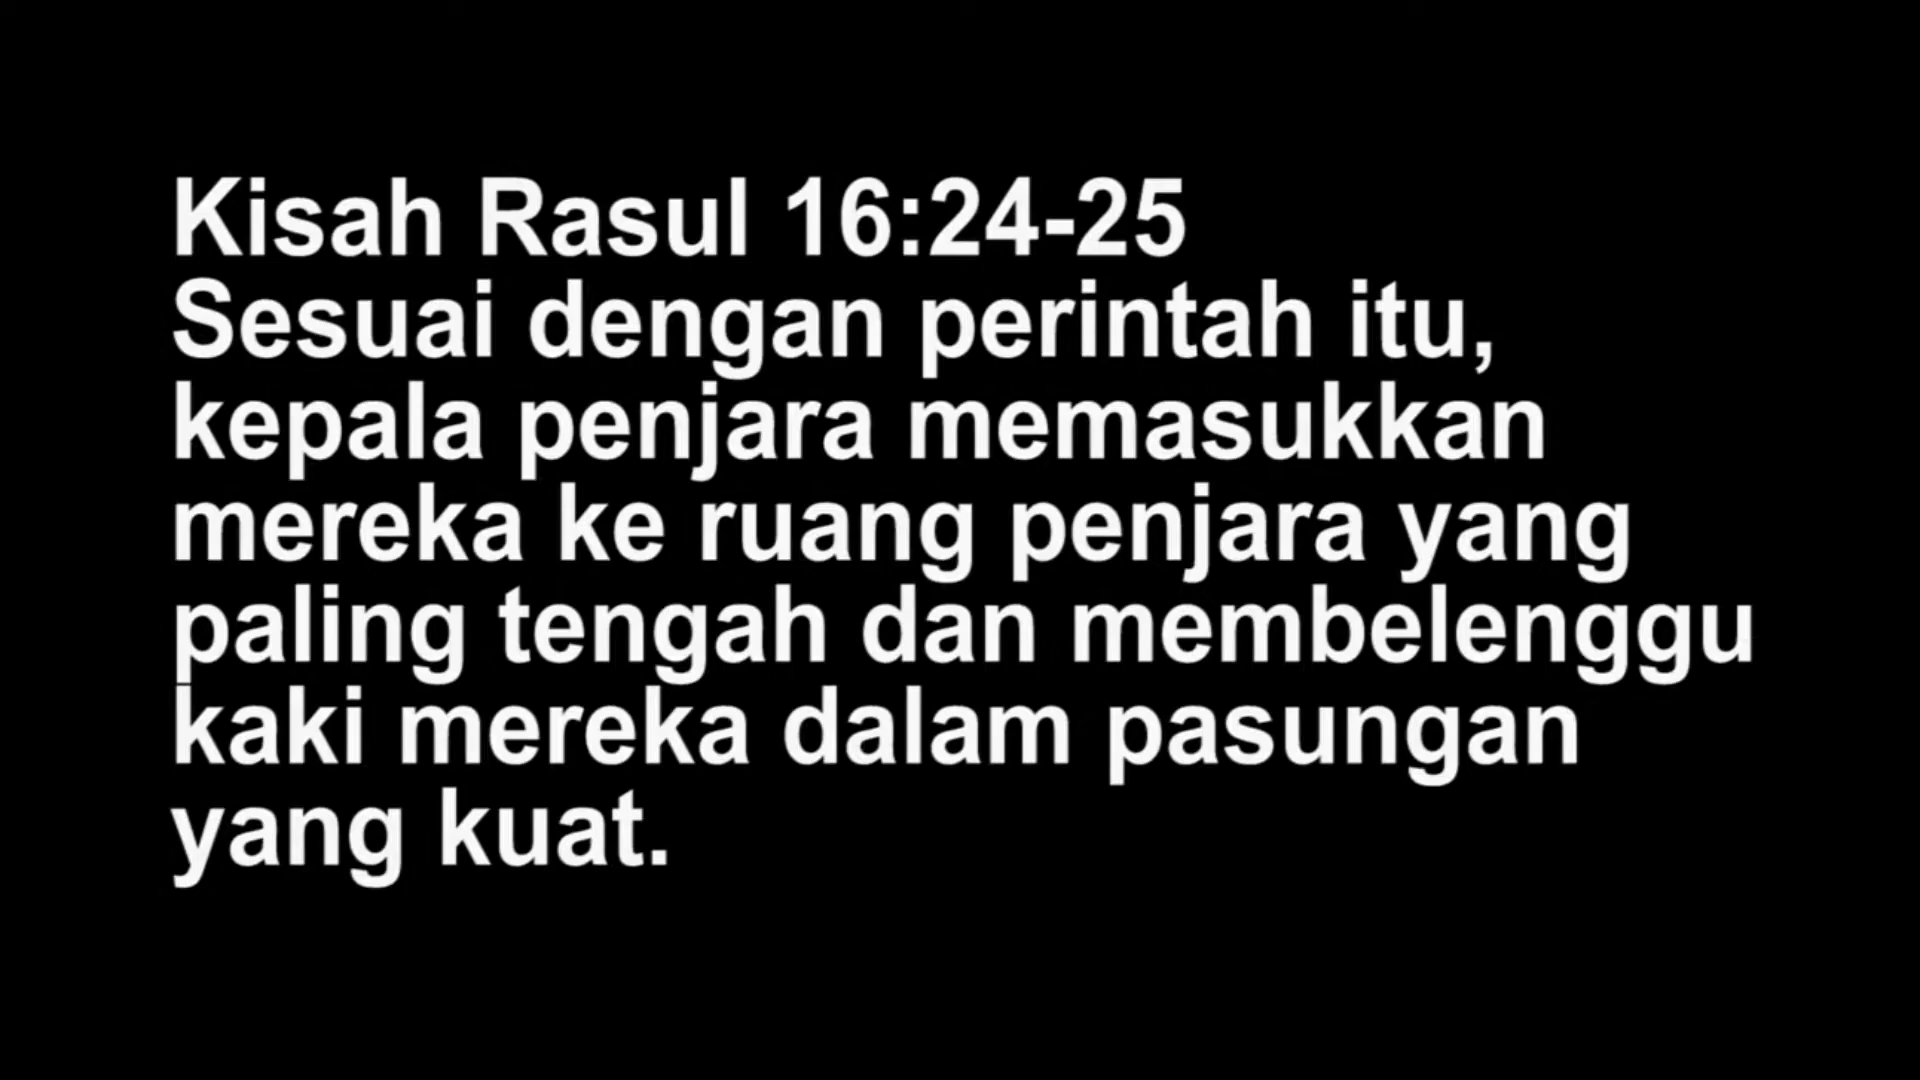 Kisah Rasul 16:24-25
Sesuai dengan perintah itu,
kepala penjara memasukkan
mereka ke ruang penjara yang
paling tengah dan membelenggu
kaki mereka dalam pasungan
yang kuat.